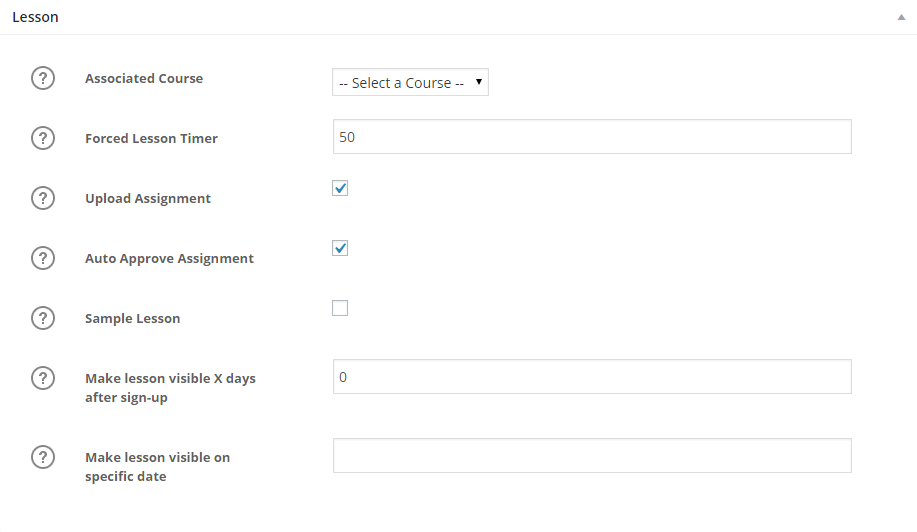 Lesson
? Associated Course -- Select a Course --
? Forced Lesson Timer 50
? Upload Assignment
? Auto Approve Assignment
? Sample Lesson
? Make lesson visible X days 0
after sign-up
? Make lesson visible on
specific date